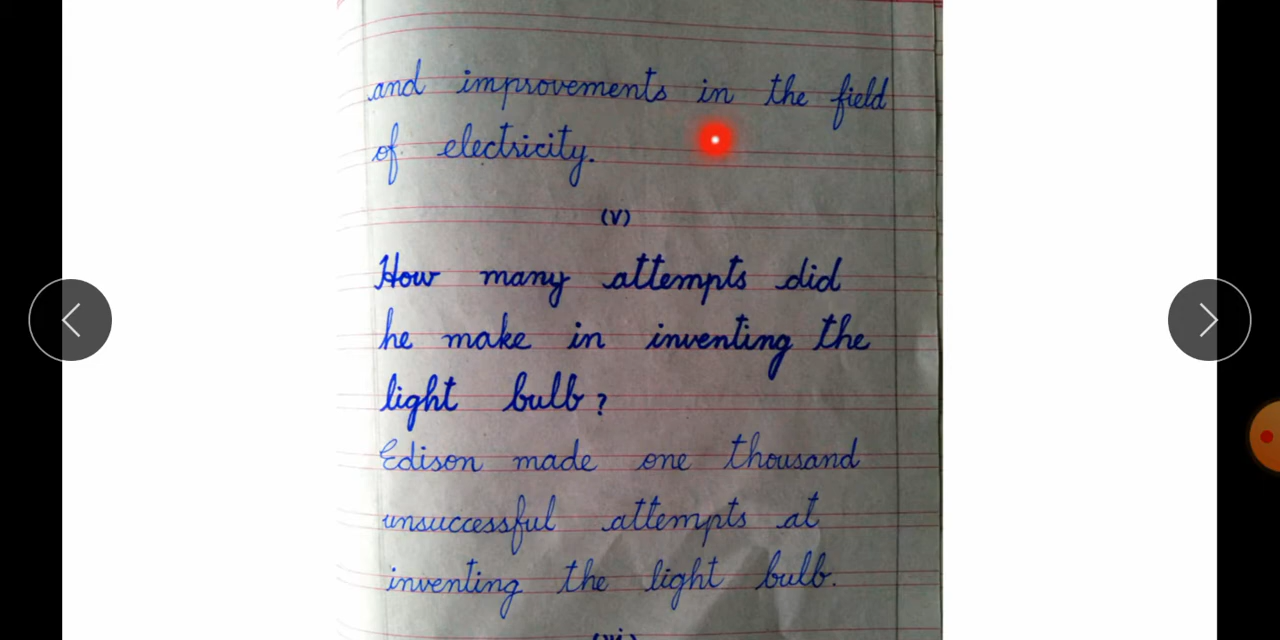 and improvements in the field
of electricity.
(V)
How many attempts did
he make in inventing the
light bulb?
Edison made one thousand
unsuccessful attempts at
inventing the light bulb.
(vi)